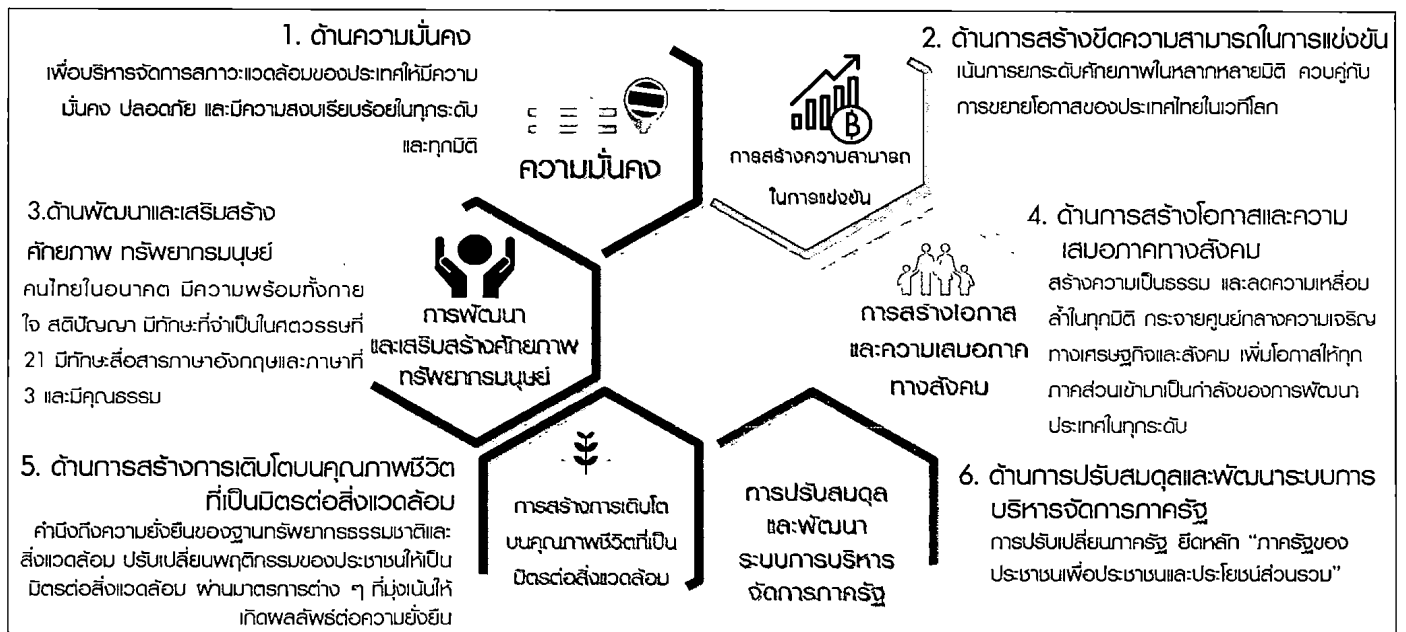 1. ด้านความมั่นคง
เพื่อบริหารจัดการสภาวะแวดล้อมของประเทศให้มีความ
มั่นคง ปลอดภัย และมีความสงบเรียบร้อยในทุกระดับ
และทุกมิติ
ความมั่นคง
2. ด้านการสร้างขีดความสามารถในการแข่งขัน
เน้นการยกระดับศักยภาพในหลากหลายมิติ ควบคู่กับ
การขยายโอกาสของประเทศไทยในเวทีโลก
การสร้างความสามารถ
ในการแข่งขัน
3.ด้านพัฒนาและเสริมสร้าง
ศักยภาพ ทรัพยากรมนุษย์
คนไทยในอนาคต มีความพร้อมทั้งกาย
ใจ สติปัญญา มีทักษะที่จำเป็นในศตวรรษที่
21 มีทักษะสื่อสารภาษาอังกฤษและภาษาที่
3 และมีคุณธรรม
การพัฒนา
และเสริมสร้างศักยภาพ
ทรัพยากรมนุษย์
4. ด้านการสร้างโอกาสและความ
เสมอภาคทางสังคม
สร้างความเป็นธรรม และลดความเหลื่อม
ล้ำในทุกมิติ กระจายศูนย์กลางความเจริญ
ทางเศรษฐกิจและสังคม เพิ่มโอกาสให้ทุก
ภาคส่วนเข้ามาเป็นกำลังของการพัฒนา
ประเทศในทุกระดับ
การสร้างโอกาส
และความเสมอภาค
ทางสังคม
5. ด้านการสร้างการเติบโตบนคุณภาพชีวิต
ที่เป็นมิตรต่อสิ่งแวดล้อม
คำนึงถึงความยั่งยืนของฐานทรัพยากรธรรมชาติและ
สิ่งแวดล้อม ปรับเปลี่ยนพฤติกรรมของประชาชนให้เป็น
มิตรต่อสิ่งแวดล้อม ผ่านมาตรการต่าง ๆ ที่มุ่งเน้นให้
เกิดผลลัพธ์ต่อความยั่งยืน
การสร้างการเติบโต
บนคุณภาพชีวิตที่เป็น
มิตรต่อสิ่งแวดล้อม
การปรับสมดุล
และพัฒนา
ระบบการบริหาร
จัดการภาครัฐ
6. ด้านการปรับสมดุลและพัฒนาระบบการ
บริหารจัดการภาครัฐ
การปรับเปลี่ยนภาครัฐ ยึดหลัก “ภาครัฐของ
ประชาชนเพื่อประชาชนและประโยชน์ส่วนรวม”